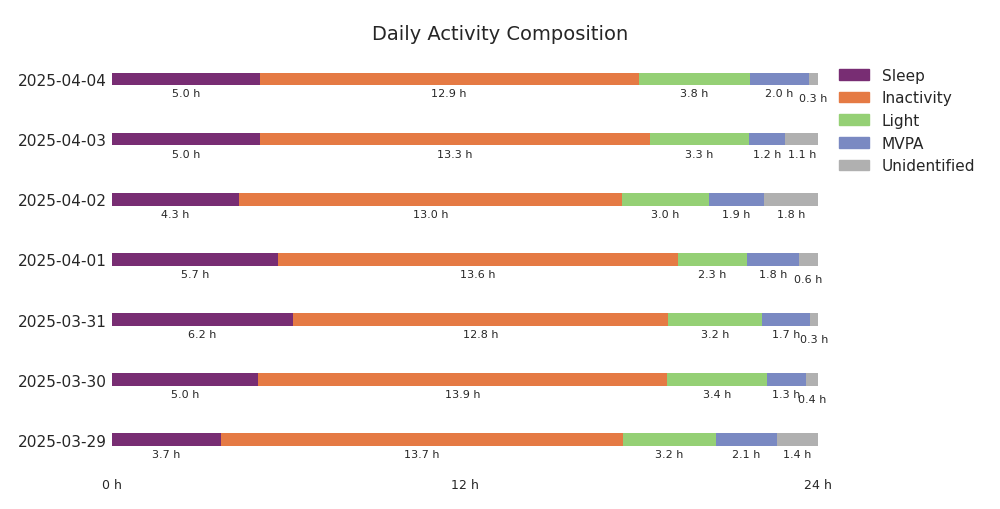 Daily Activity Composition
2025-04-04
5.0 h 12.9 h 3.8 h 2.0 h 0.3 h
2025-04-03
5.0 h 13.3 h 3.3 h 1.2 h 1.1 h
2025-04-02
4.3 h 13.0 h 3.0 h 1.9 h 1.8 h
2025-04-01
5.7 h 13.6 h 2.3 h 1.8 h 0.6 h
2025-03-31
6.2 h 12.8 h 3.2 h 1.7 h 0.3 h
2025-03-30
5.0 h 13.9 h 3.4 h 1.3 h 0.4 h
2025-03-29
3.7 h 13.7 h 3.2 h 2.1 h 1.4 h
0 h 12 h 24 h
Sleep
Inactivity
Light
MVPA
Unidentified